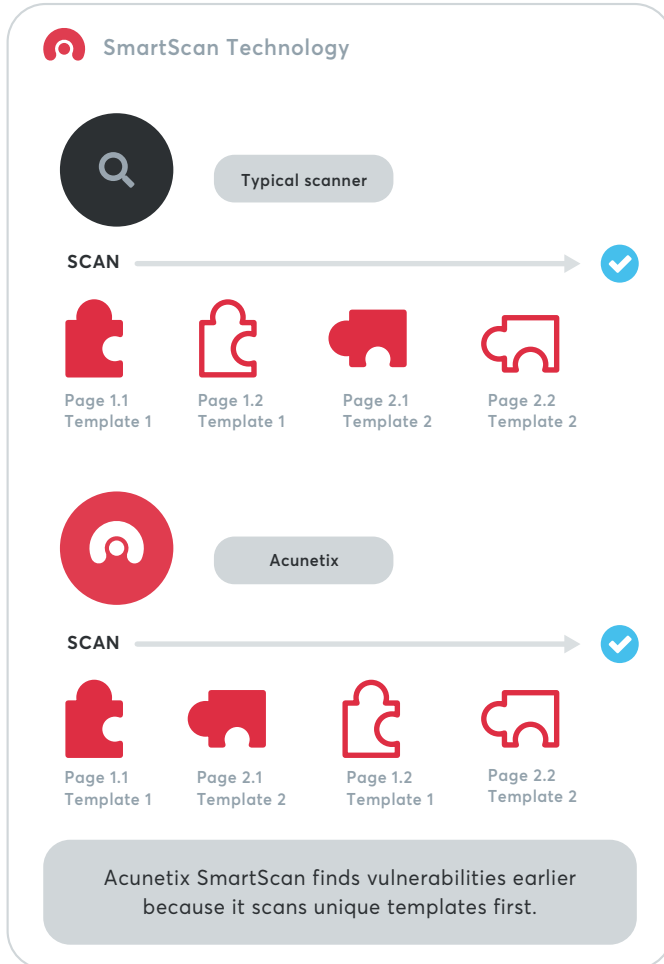 SmartScan Technology
Typical scanner
SCAN
Page 1.1
Template 1
Page 1.2
Template 1
Page 2.1
Template 2
Page 2.2
Template 2
Acunetix
SCAN
Page 1.1
Template 1
Page 2.1
Template 2
Page 1.2
Template 1
Page 2.2
Template 2
Acunetix SmartScan finds vulnerabilities earlier
because it scans unique templates first.